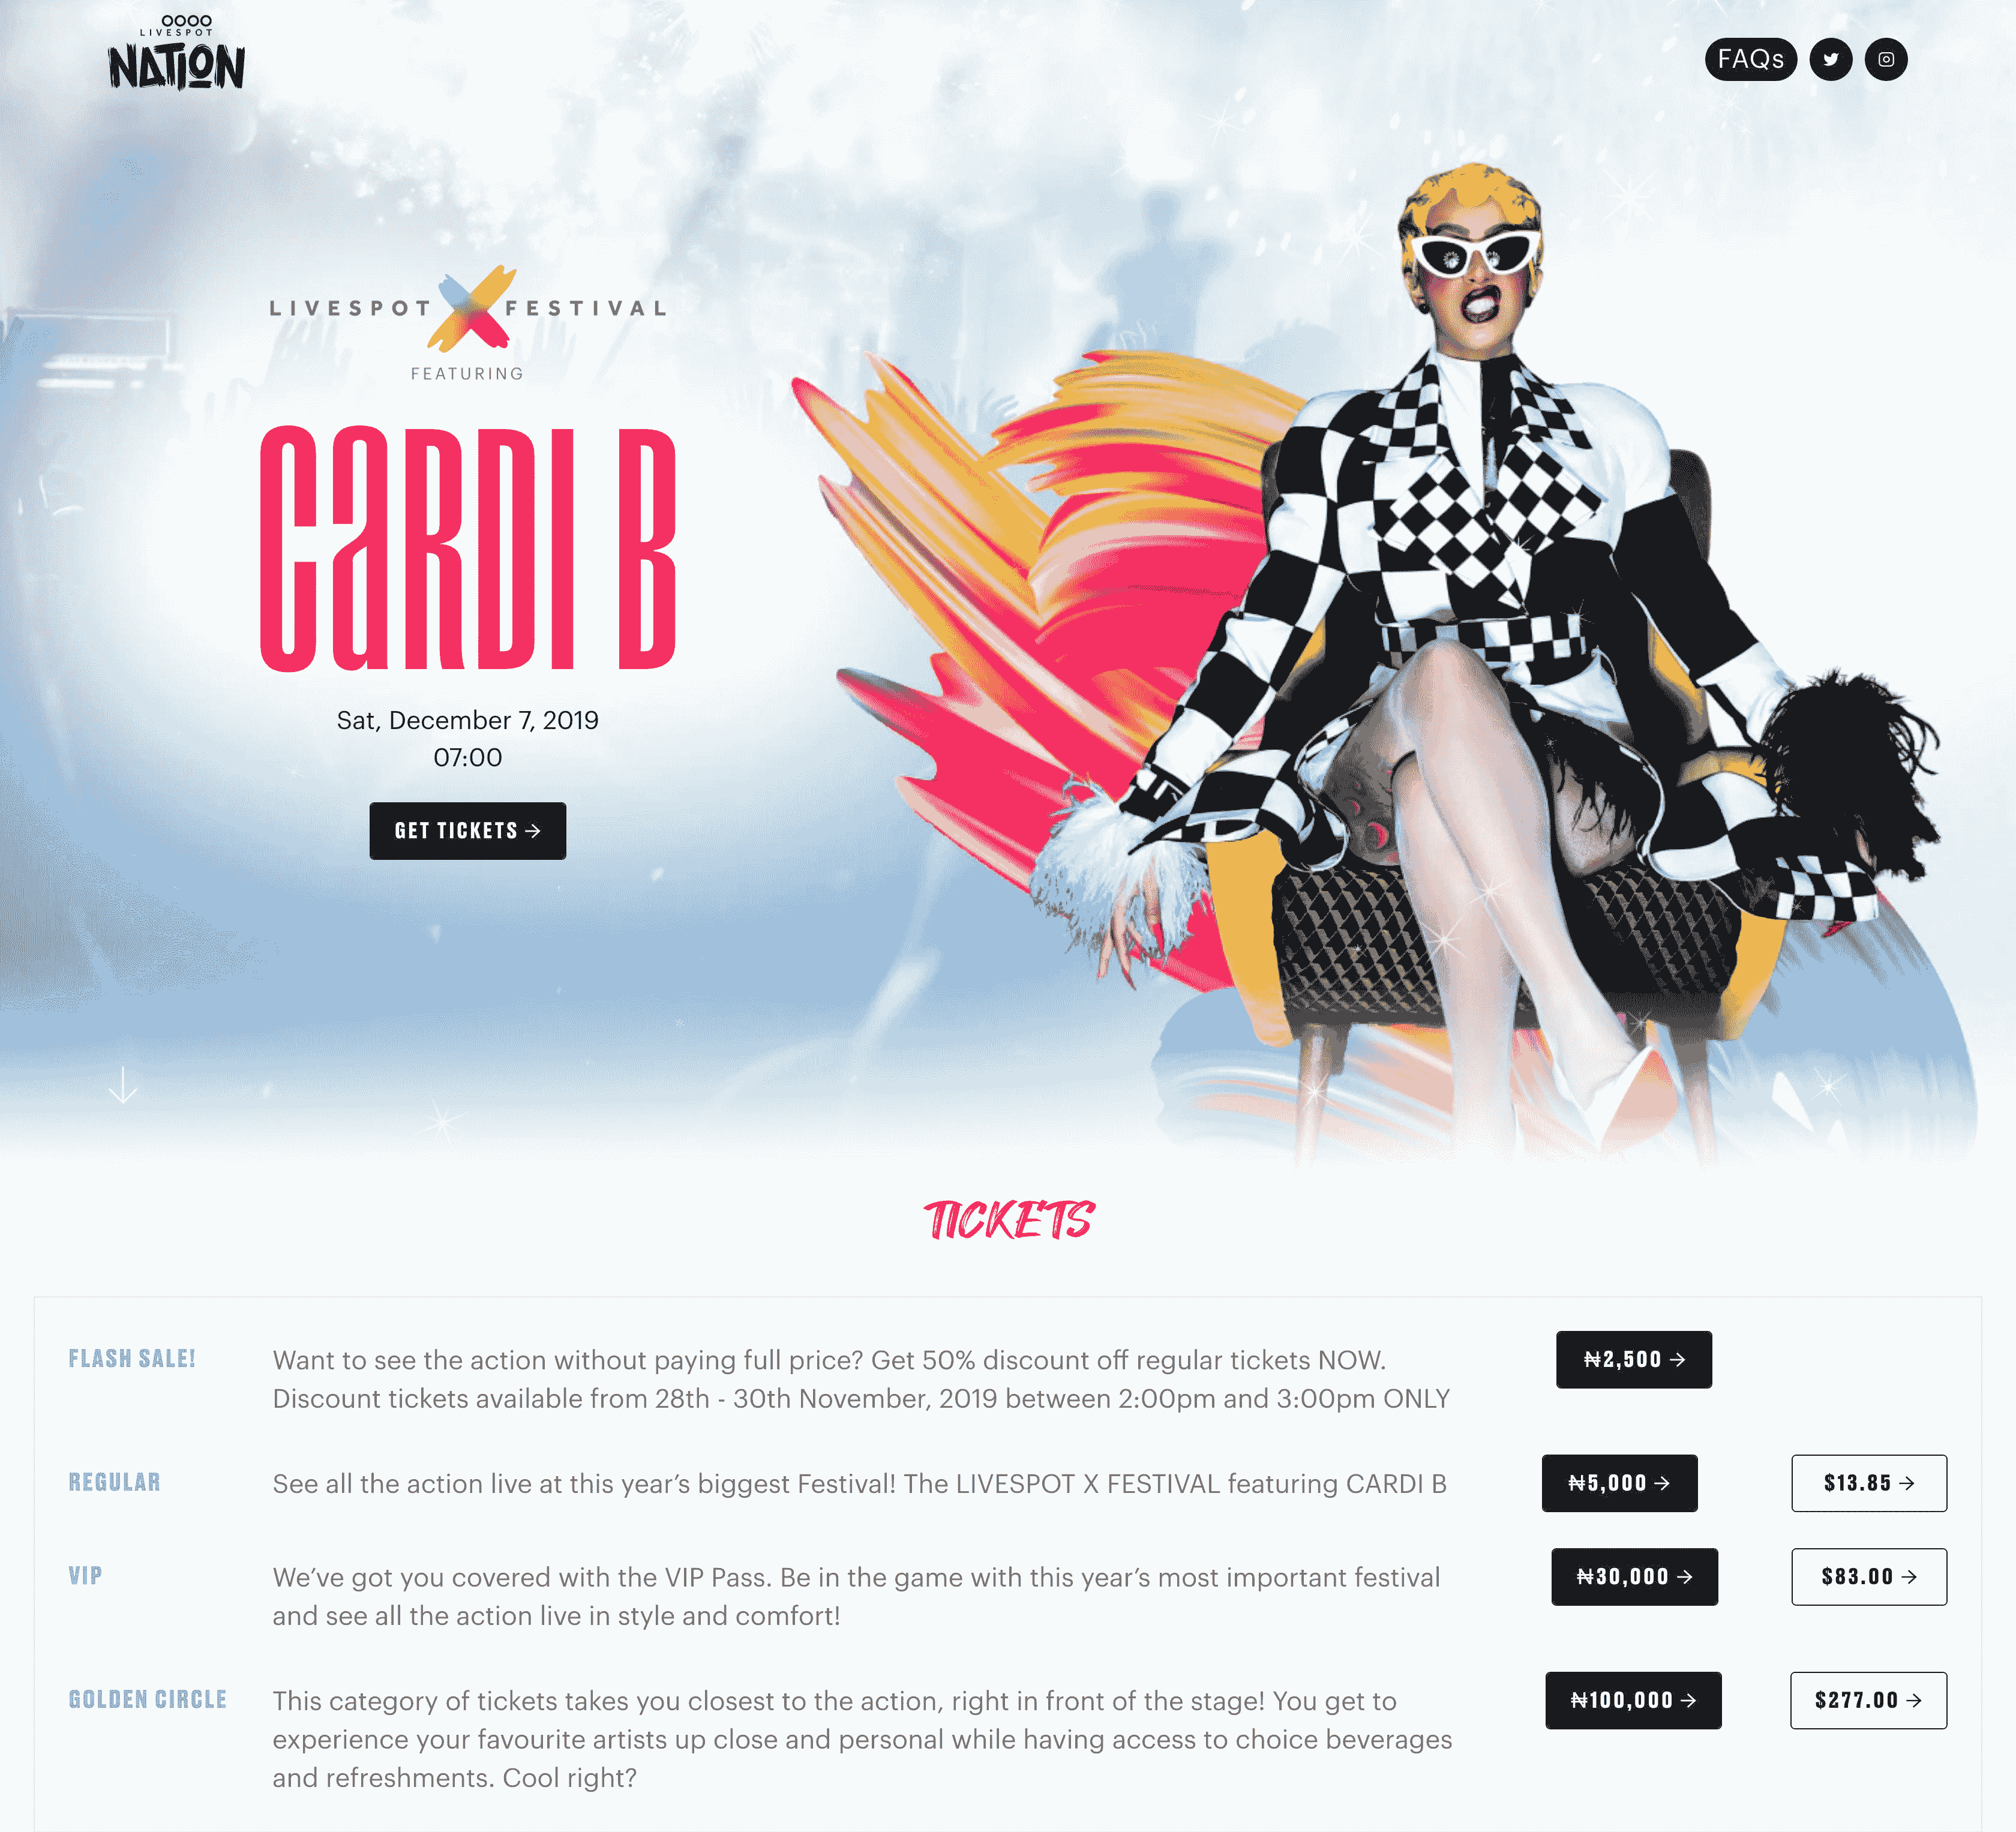 OOOO
LIVESPOT
NATION
FAQs
LIVESPOT X FESTIVAL
FEATURING
CARDI B
Sat, December 7, 2019
07:00
GET TICKETS →
TICKETS
FLASH SALE!
Want to see the action without paying full price? Get 50% discount off regular tickets NOW.
Discount tickets available from 28th - 30th November, 2019 between 2:00pm and 3:00pm ONLY
₦2,500 →
REGULAR
See all the action live at this year’s biggest Festival! The LIVESPOT X FESTIVAL featuring CARDI B
₦5,000 →
$13.85 →
VIP
We’ve got you covered with the VIP Pass. Be in the game with this year’s most important festival
and see all the action live in style and comfort!
₦30,000 →
$83.00 →
GOLDEN CIRCLE
This category of tickets takes you closest to the action, right in front of the stage! You get to
experience your favourite artists up close and personal while having access to choice beverages
and refreshments. Cool right?
₦100,000 →
$277.00 →